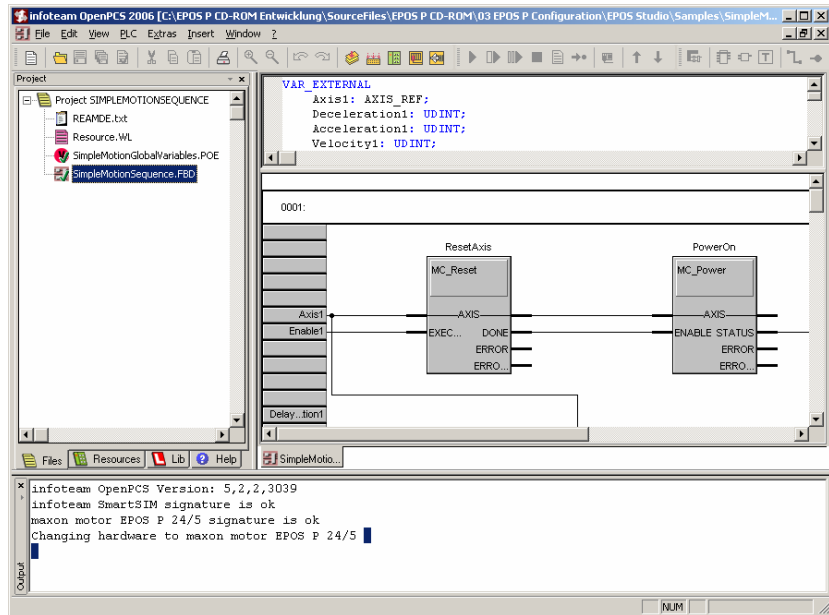 infoteam OpenPCS 2006 [C:\EPOS P CD-ROM Entwicklung\SourceFiles\EPOS P CD-ROM\03 EPOS P Configuration\EPOS Studio\Samples\SimpleM...
File Edit View PLC Extras Insert Window ?
Project
Project SIMPLEMOTIONSEQUENCE
REAMDE.txt
Resource.WL
SimpleMotionGlobalVariables.POE
SimpleMotionSequence.FBD
Files Resources Lib Help
VAR_EXTERNAL
Axis1: AXIS_REF;
Deceleration1: UDINT;
Acceleration1: UDINT;
Velocity1: UDINT;
0001:
ResetAxis PowerOn
MC_Reset MC_Power
Axis1 AXIS AXIS
Enable1 EXEC... DONE ENABLE STATUS
ERROR ERROR
ERRO... ERRO...
Delay...tion1
SimpleMotio...
Output
infoteam OpenPCS Version: 5,2,2,3039
infoteam SmartSIM signature is ok
maxon motor EPOS P 24/5 signature is ok
Changing hardware to maxon motor EPOS P 24/5
NUM